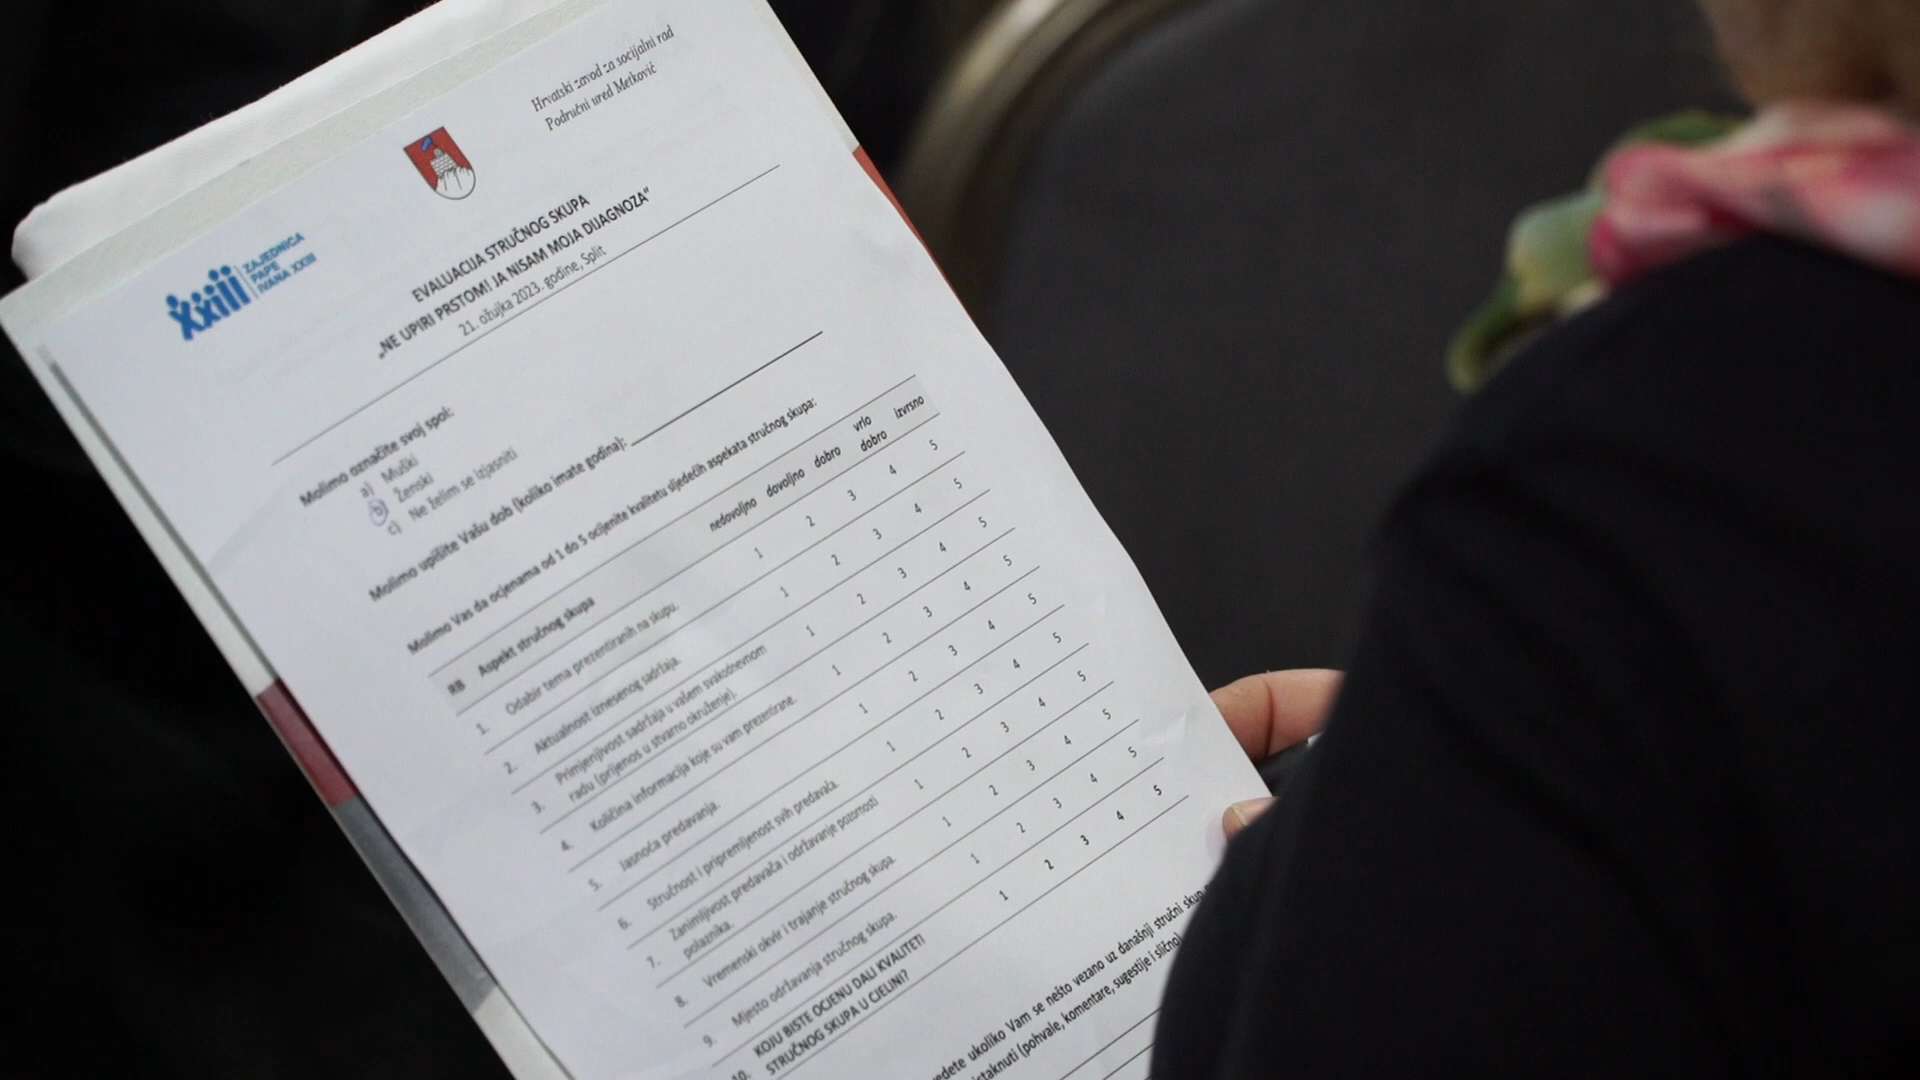 Hrvatski zavod za socijalni rad
Područni ured Metković
xxiii ZAJEDNICA
PAPE
IVANA XXIII
EVALUACIJA STRUČNOG SKUPA
„NE UPIRI PRSTOM! JA NISAM MOJA DIJAGNOZA“
21. ožujka 2023. godine, Split
Molimo označite svoj spol:
a) Muški
b) Ženski
c) Ne želim se izjasniti
Molimo upišite Vašu dob (koliko imate godina):
Molimo Vas da ocjenama od 1 do 5 ocijenite kvalitetu sljedećih aspekata stručnog skupa:
RB Aspekt stručnog skupa nedovoljno dovoljno dobro vrlo dobro izvrsno
1. Odabir tema prezentiranih na skupu. 1 2 3 4 5
2. Aktualnost iznesenog sadržaja. 1 2 3 4 5
3. Primjenjivost sadržaja u vašem svakodnevnom
radu (prijenos u stvarno okruženje). 1 2 3 4 5
4. Količina informacija koje su vam prezentirane. 1 2 3 4 5
5. Jasnoća predavanja. 1 2 3 4 5
6. Stručnost i pripremljenost svih predavača. 1 2 3 4 5
7. Zanimljivost predavača i održavanje pozornosti
polaznika. 1 2 3 4 5
8. Vremenski okvir i trajanje stručnog skupa. 1 2 3 4 5
9. Mjesto održavanja stručnog skupa. 1 2 3 4 5
10. KOJU BISTE OCJENU DALI KVALITETI
STRUČNOG SKUPA U CJELINI? 1 2 3 4 5
ukoliko Vam se nešto vezano uz današnji stručni skup
istaknuti (pohvale, komentare, sugestije i slično)